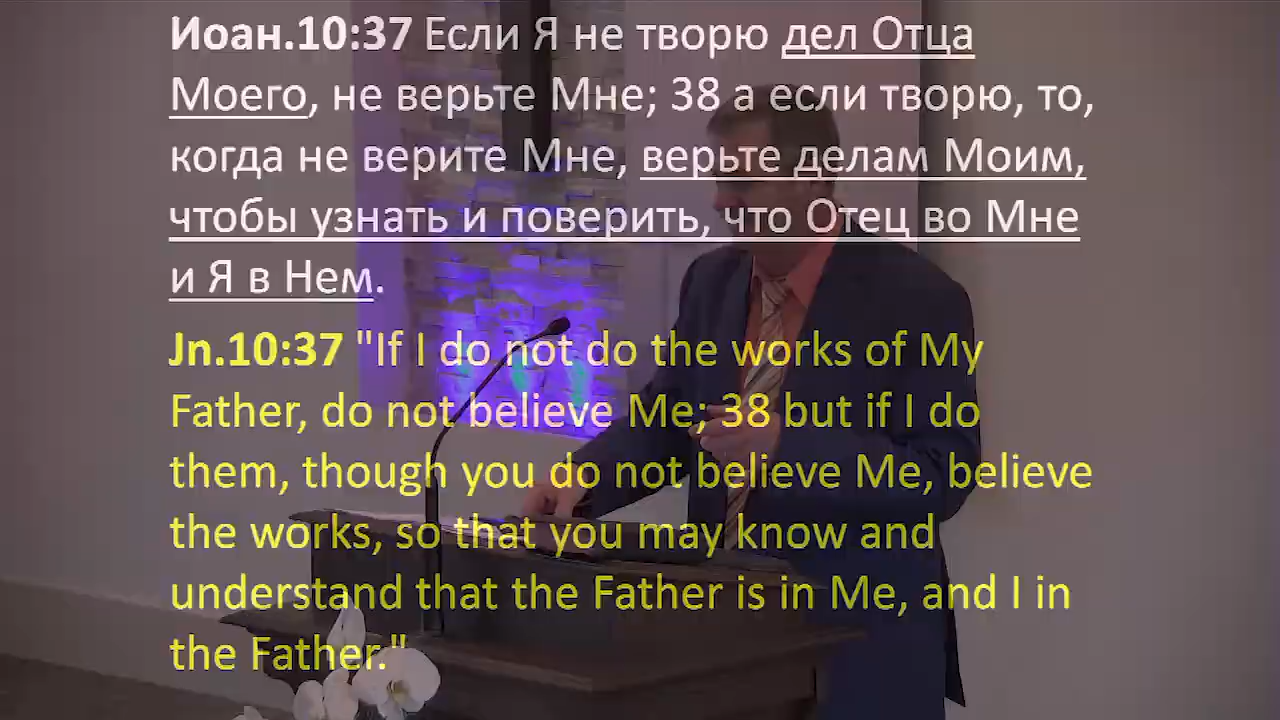 Иоан.10:37 Если Я не творю дел Отца
Моего, не верьте Мне; 38 а если творю, то,
когда не верите Мне, верьте делам Моим,
чтобы узнать и поверить, что Отец во Мне
и Я в Нем.
Jn.10:37 "If I do not do the works of My
Father, do not believe Me; 38 but if I do
them, though you do not believe Me, believe
the works, so that you may know and
understand that the Father is in Me, and I in
the Father."